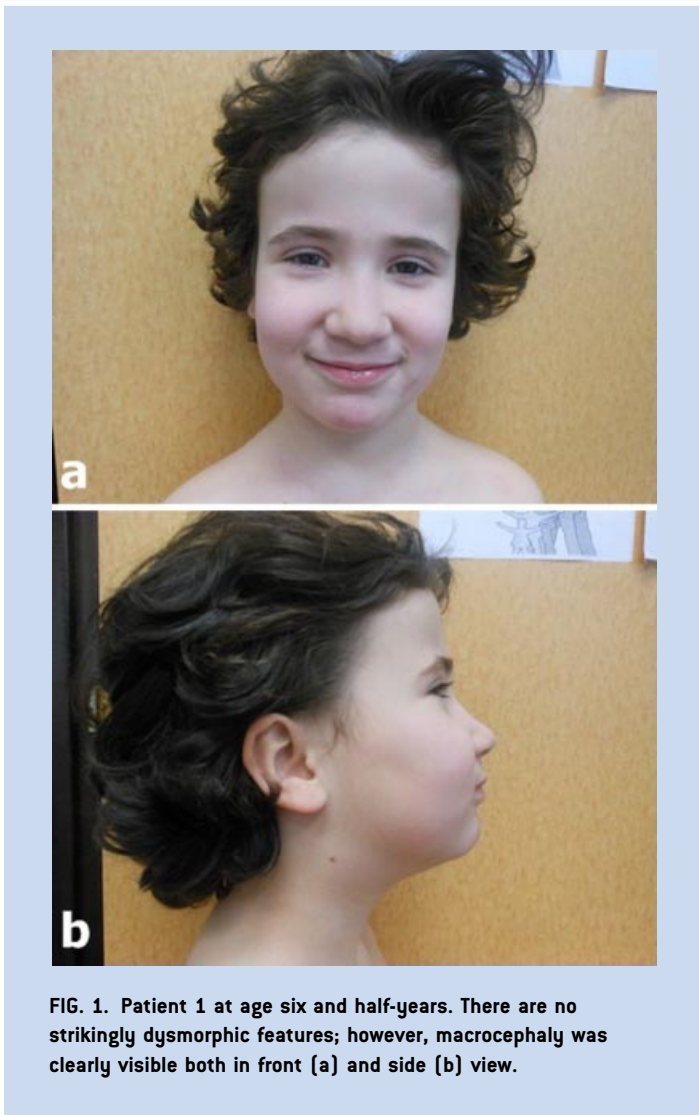 a
b
FIG. 1. Patient 1 at age six and half-years. There are no
strikingly dysmorphic features; however, macrocephaly was
clearly visible both in front (a) and side (b) view.